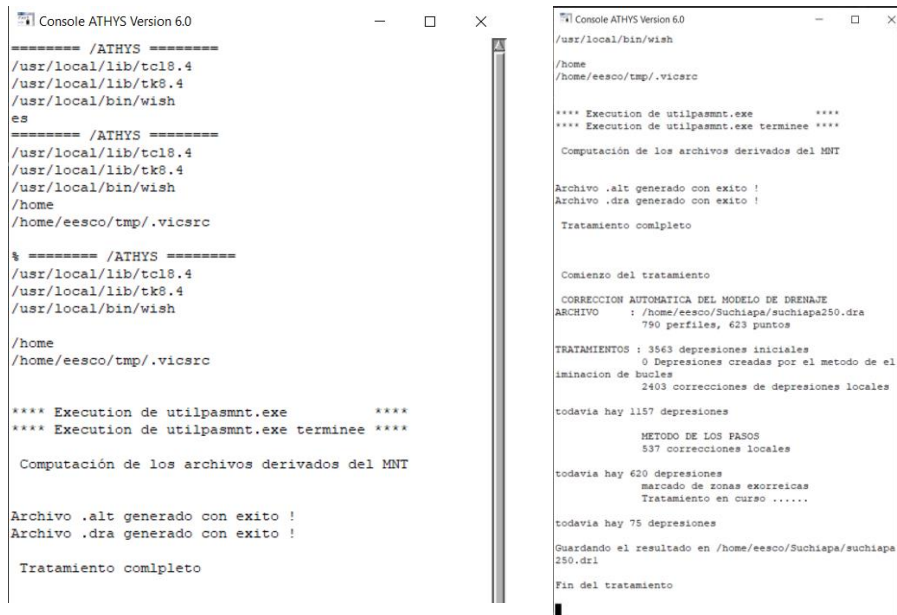 Console ATHYS Version 6.0
======== /ATHYS ========
/usr/local/lib/tcl8.4
/usr/local/lib/tk8.4
/usr/local/bin/wish
es
======== /ATHYS ========
/usr/local/lib/tcl8.4
/usr/local/lib/tk8.4
/usr/local/bin/wish
/home
/home/eesco/tmp/.vicsrc
% ======== /ATHYS ========
/usr/local/lib/tcl8.4
/usr/local/lib/tk8.4
/usr/local/bin/wish
/home
/home/eesco/tmp/.vicsrc
**** Execution de utilpasmnt.exe ****
**** Execution de utilpasmnt.exe terminee ****
Computación de los archivos derivados del MNT
Archivo .alt generado con exito !
Archivo .dra generado con exito !
Tratamiento comlpleto
Console ATHYS Version 6.0
/usr/local/bin/wish
/home
/home/eesco/tmp/.vicsrc
**** Execution de utilpasmnt.exe ****
**** Execution de utilpasmnt.exe terminee ****
Computación de los archivos derivados del MNT
Archivo .alt generado con exito !
Archivo .dra generado con exito !
Tratamiento comlpleto
Comienzo del tratamiento
CORRECCION AUTOMATICA DEL MODELO DE DRENAJE
ARCHIVO : /home/eesco/Suchiapa/suchiapa250.dra
790 perfiles, 623 puntos
TRATAMIENTOS : 3563 depresiones iniciales
0 Depresiones creadas por el metodo de el
iminacion de bucles
2403 correcciones de depresiones locales
todavia hay 1157 depresiones
METODO DE LOS PASOS
537 correcciones locales
todavia hay 620 depresiones
marcado de zonas exorreicas
Tratamiento en curso ......
todavia hay 75 depresiones
Guardando el resultado en /home/eesco/Suchiapa/suchiapa
250.drl
Fin del tratamiento